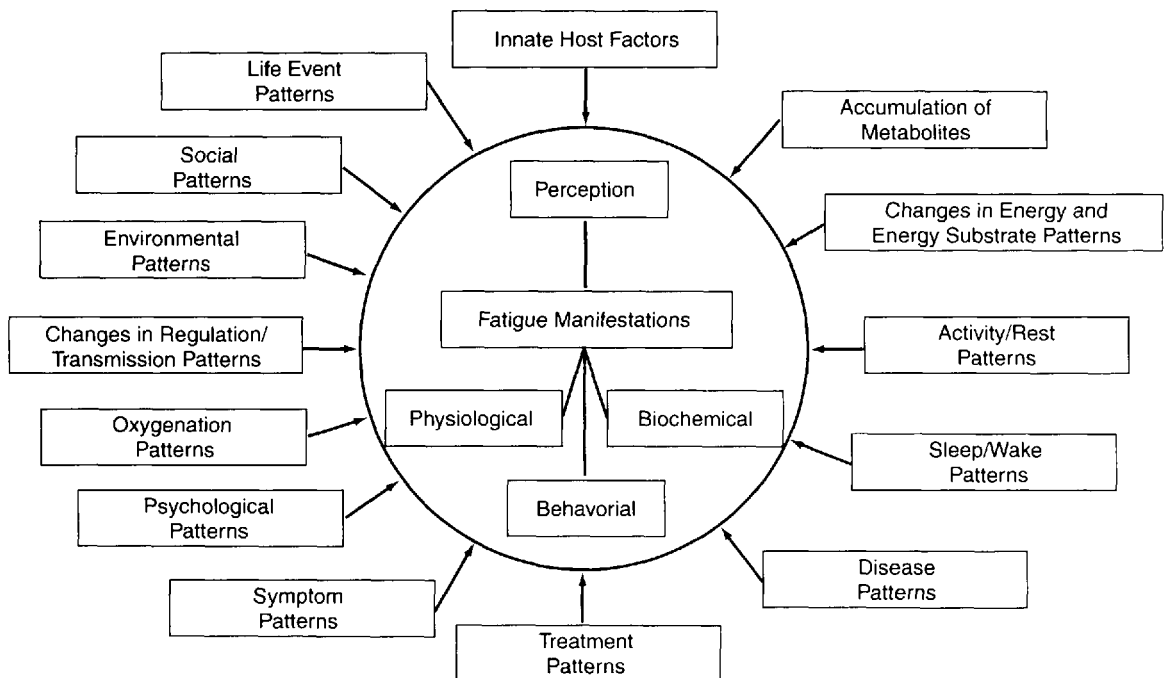 Innate Host Factors
Life Event
Patterns
Accumulation of
Metabolites
Social
Patterns
Perception
Changes in Energy and
Energy Substrate Patterns
Environmental
Patterns
Fatigue Manifestations
Changes in Regulation/
Transmission Patterns
Activity/Rest
Patterns
Physiological
Biochemical
Oxygenation
Patterns
Sleep/Wake
Patterns
Psychological
Patterns
Behavorial
Disease
Patterns
Symptom
Patterns
Treatment
Patterns